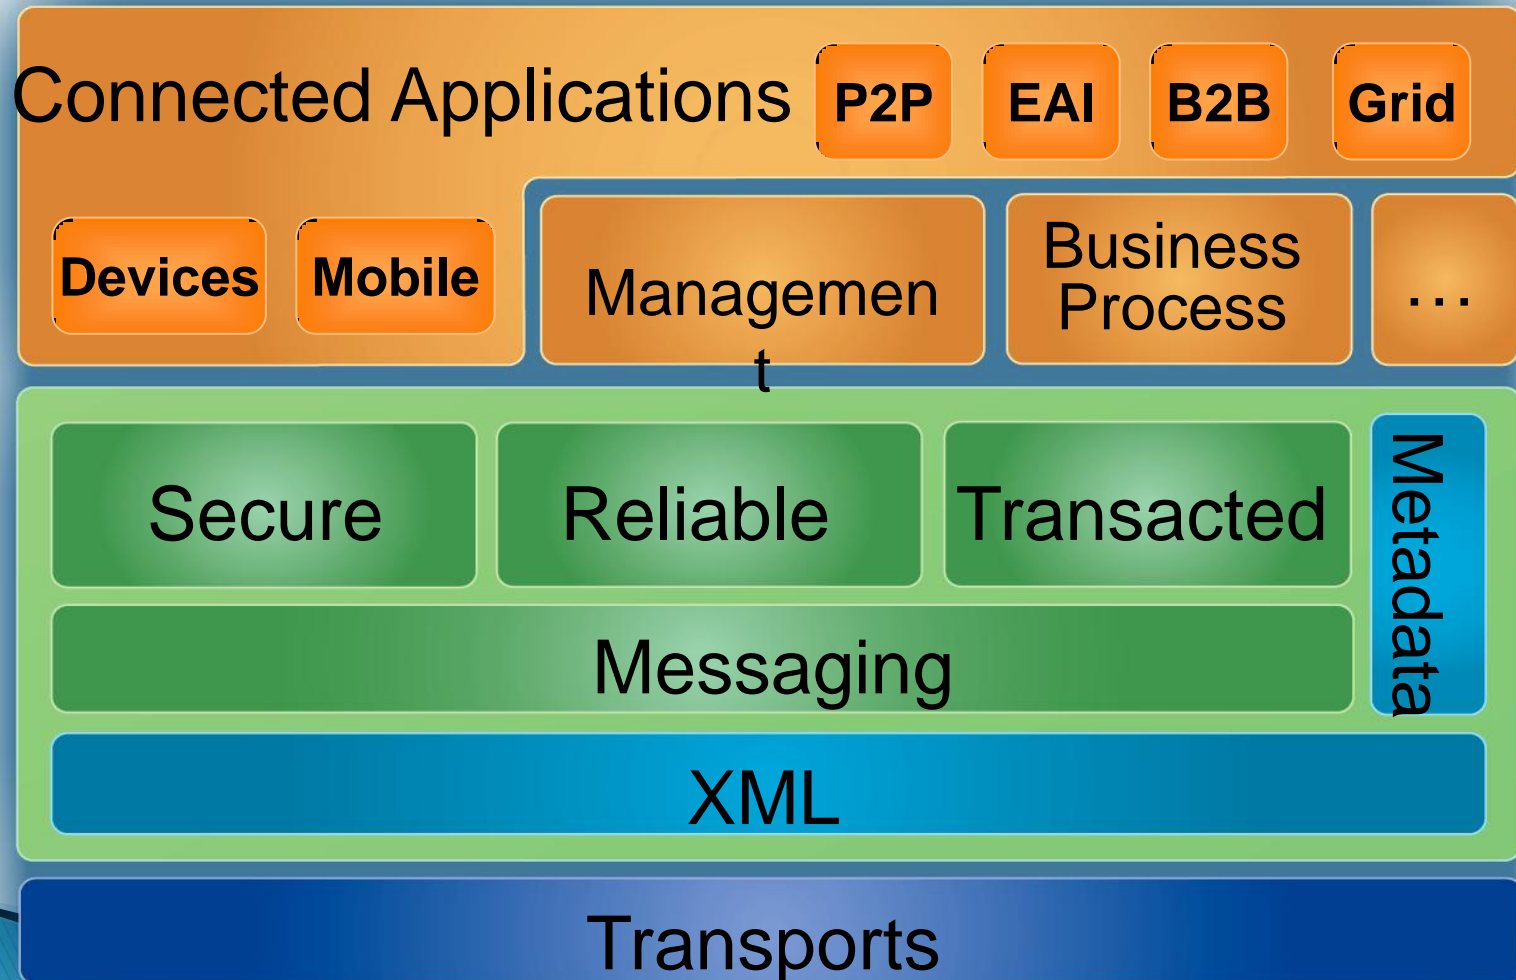 Connected Applications P2P EAI B2B Grid
Devices Mobile
Managemen
t
Business
Process
...
Secure Reliable Transacted
Metadata
Messaging
XML
Transports